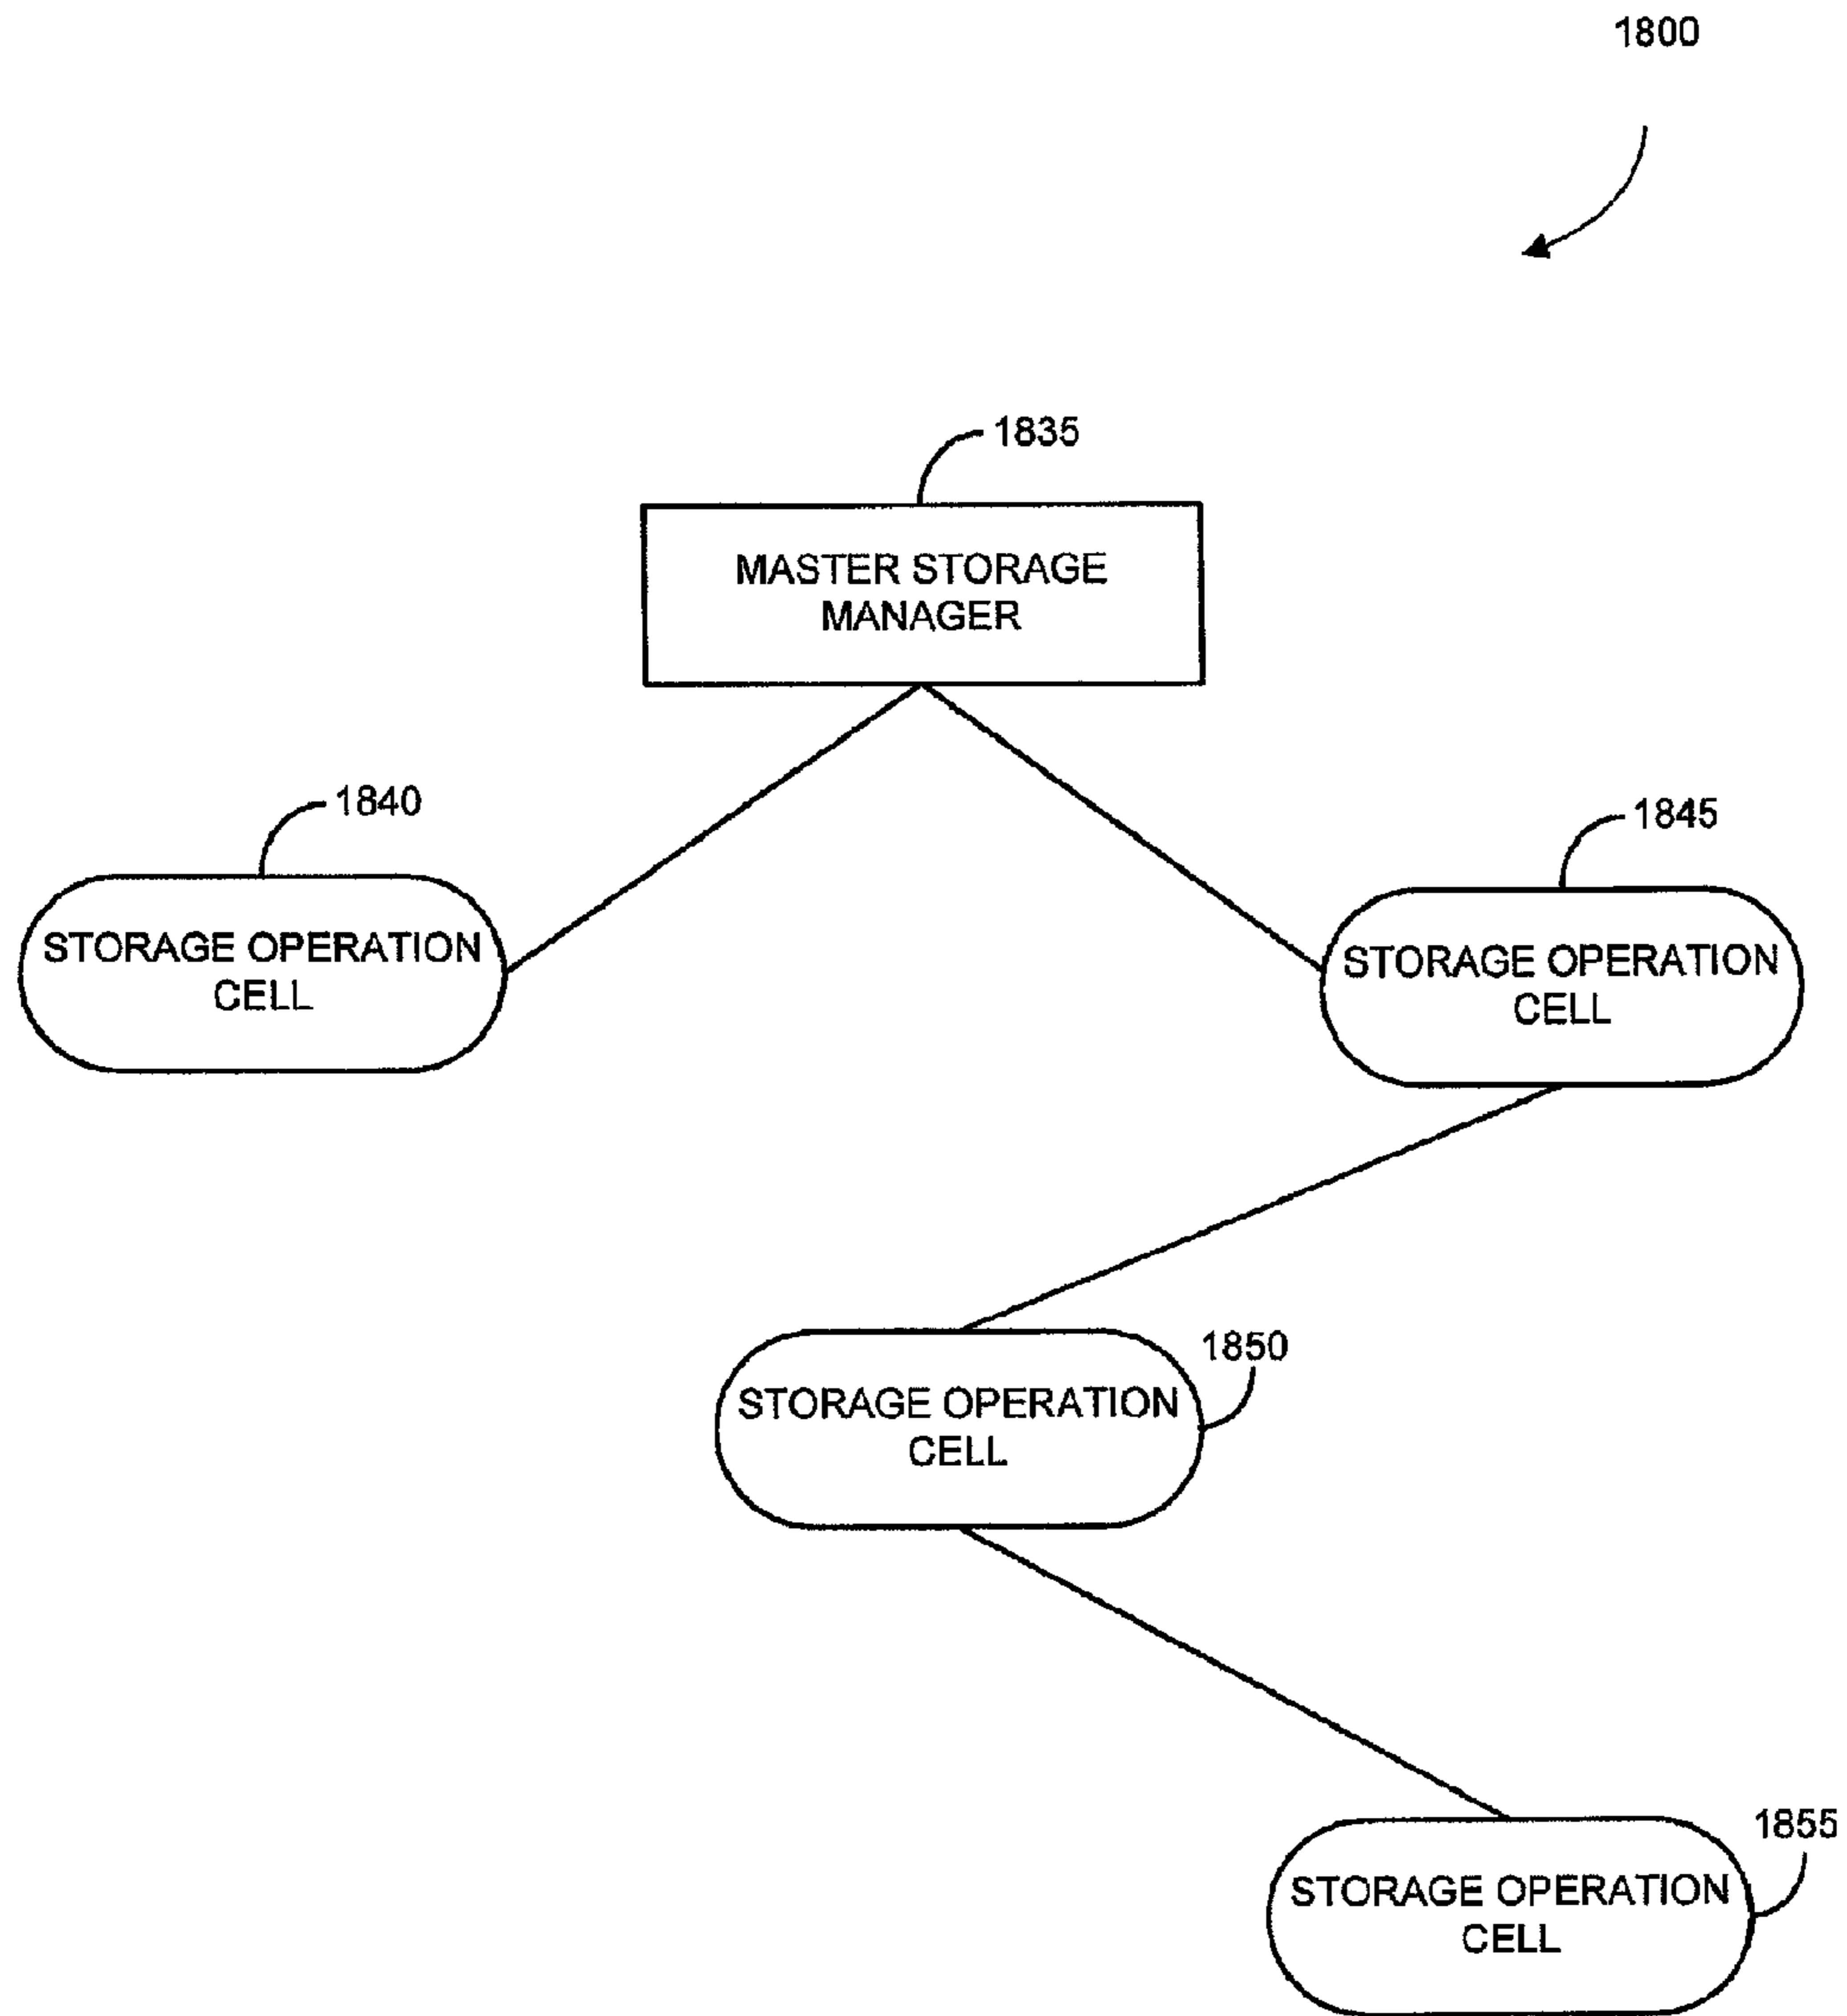 1800
1835
MASTER STORAGE
MANAGER
1840
1845
STORAGE OPERATION
CELL
STORAGE OPERATION
CELL
1850
STORAGE OPERATION
CELL
1855
STORAGE OPERATION
CELL